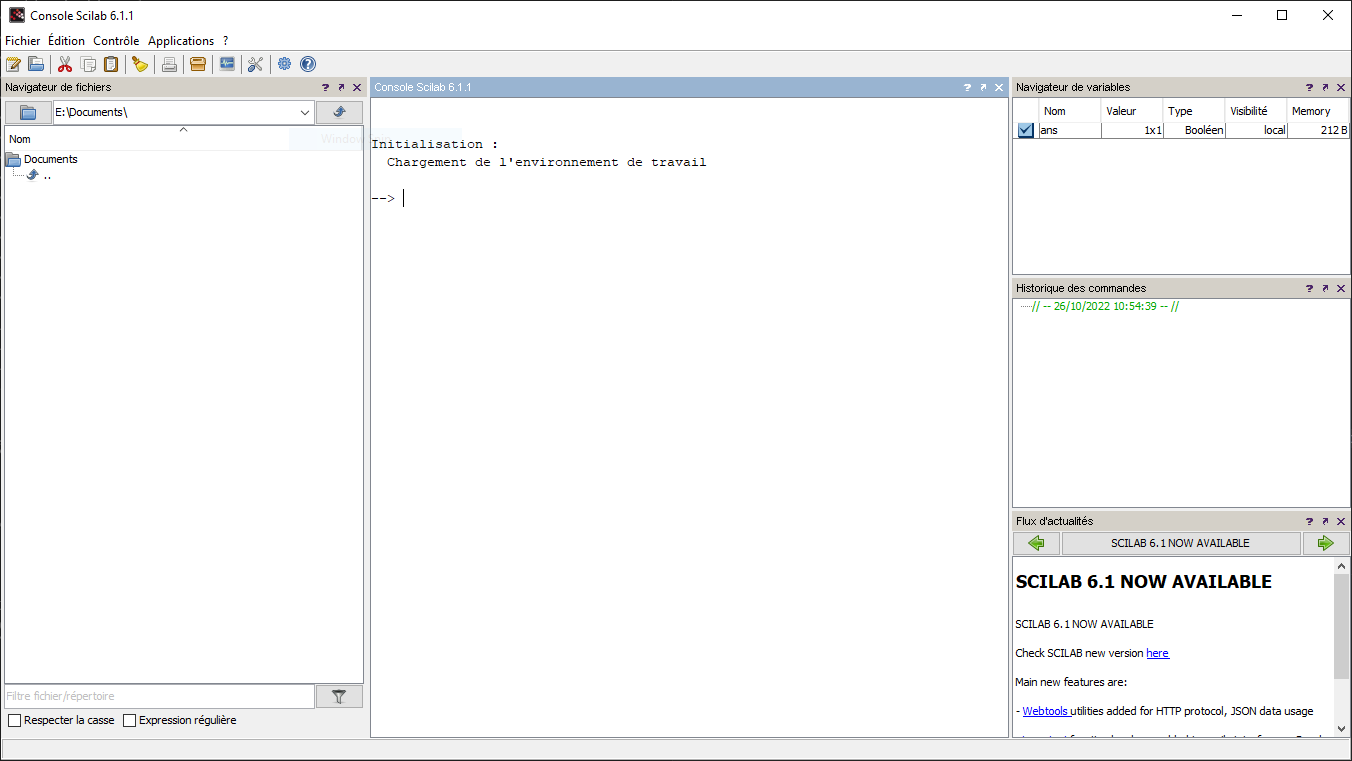 Console Scilab 6.1.1
Fichier Édition Contrôle Applications ?
Navigateur de fichiers
E:\Documents\
Nom
Documents
..
Filtre fichier/répertoire
Respecter la casse Expression régulière
Console Scilab 6.1.1
Initialisation :
Chargement de l'environnement de travail
-->
Navigateur de variables
Nom Valeur Type Visibilité Memory
ans 1x1 Booléen local 212 B
Historique des commandes
// -- 26/10/2022 10:54:39 -- //
Flux d'actualités
SCILAB 6.1 NOW AVAILABLE
SCILAB 6.1 NOW AVAILABLE
SCILAB 6.1 NOW AVAILABLE
Check SCILAB new version here
Main new features are:
- Webtools utilities added for HTTP protocol, JSON data usage